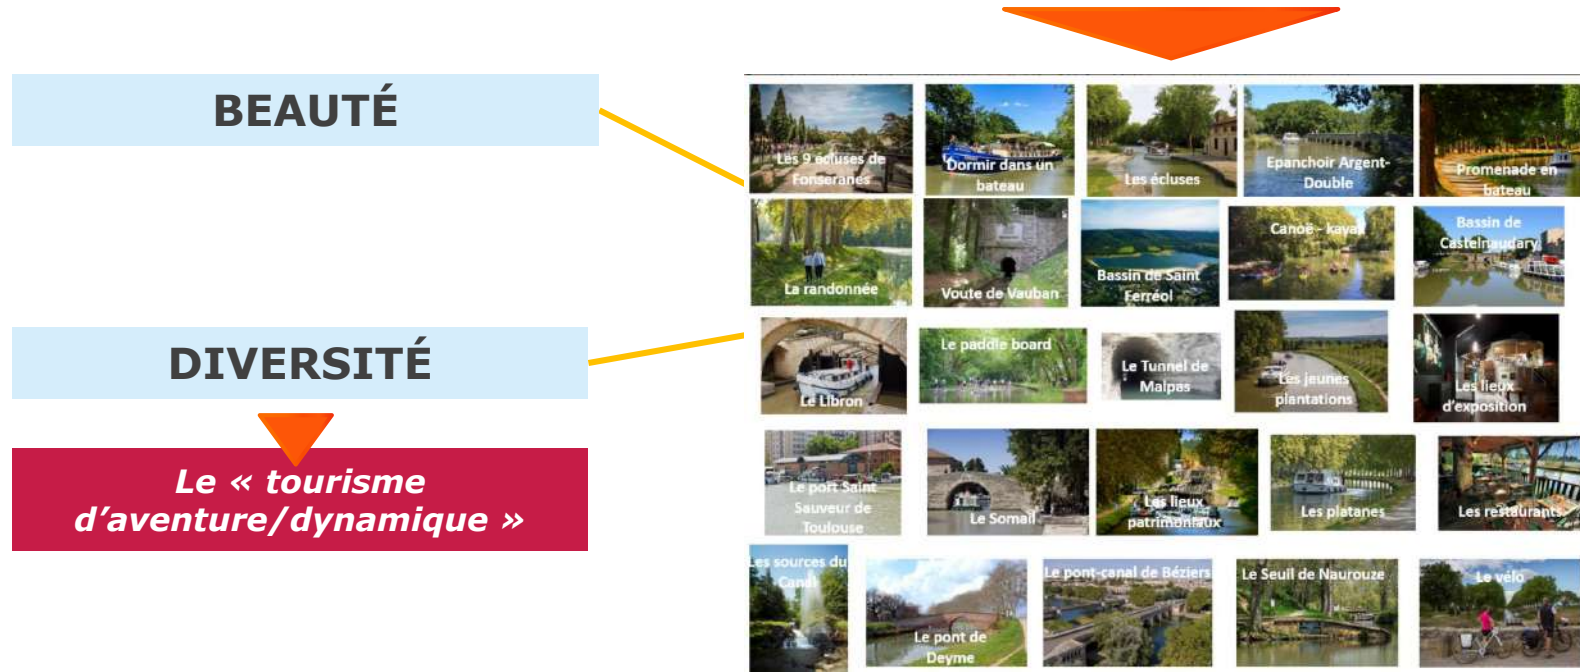 BEAUTÉ
DIVERSITÉ
Le « tourisme
d’aventure/dynamique »
Les 9 écluses de
Fonseranes
Dormir dans un
bateau
Les écluses
Epanchoir Argent-
Double
Promenade en
bateau
La randonnée
Voute de Vauban
Bassin de Saint
Ferréol
Canoë - kayak
Bassin de
Castelnaudary
Le Libron
Le paddle board
Le Tunnel de
Malpas
Les jeunes
plantations
Les lieux
d'exposition
Le port Saint
Sauveur de
Toulouse
Le Somail
Les lieux
patrimoniaux
Les platanes
Les restaurants
Les sources du
Canal
Le pont de
Deyme
Le pont-canal de Béziers
Le Seuil de Naurouze
Le vélo